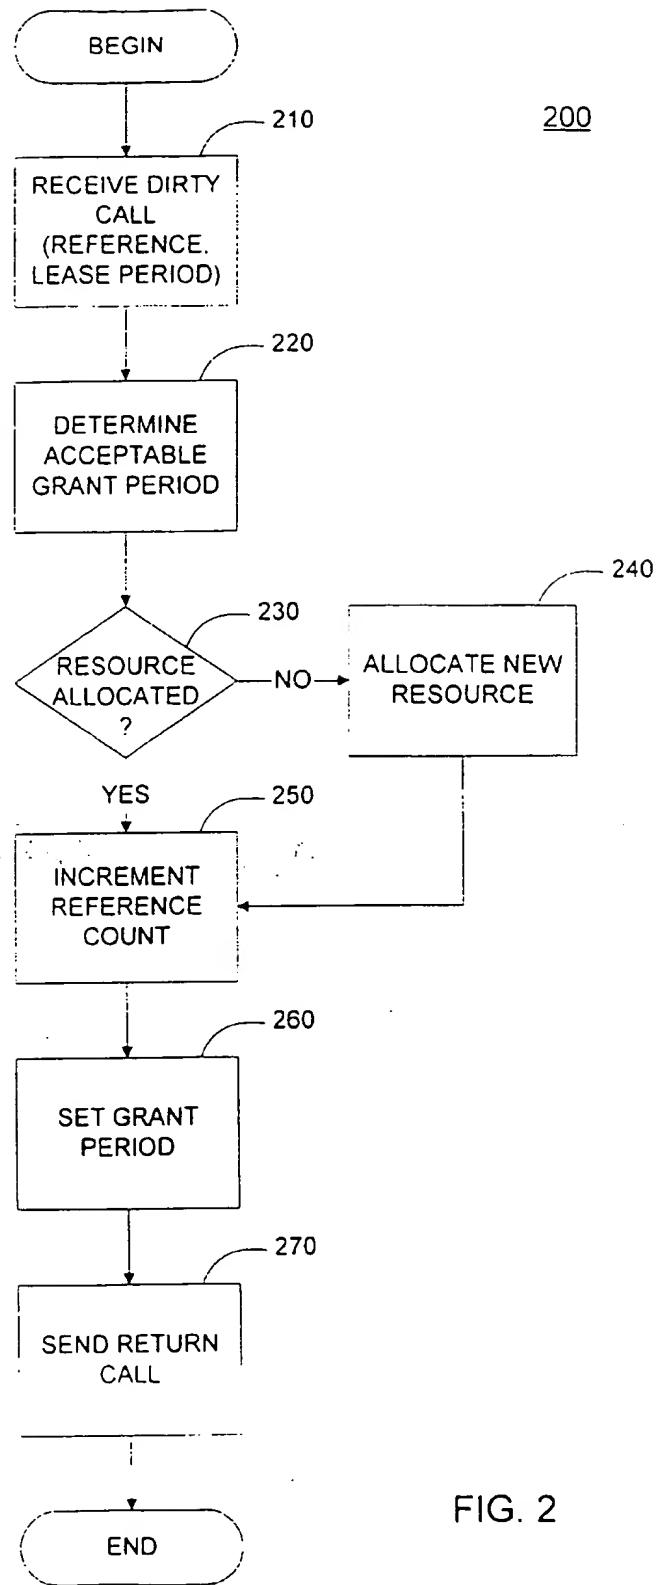 BEGIN
200
210
RECEIVE DIRTY
CALL
(REFERENCE.
LEASE PERIOD)
220
DETERMINE
ACCEPTABLE
GRANT PERIOD
230
RESOURCE
ALLOCATED
?
NO
240
ALLOCATE NEW
RESOURCE
YES
250
INCREMENT
REFERENCE
COUNT
260
SET GRANT
PERIOD
270
SEND RETURN
CALL
END
FIG. 2